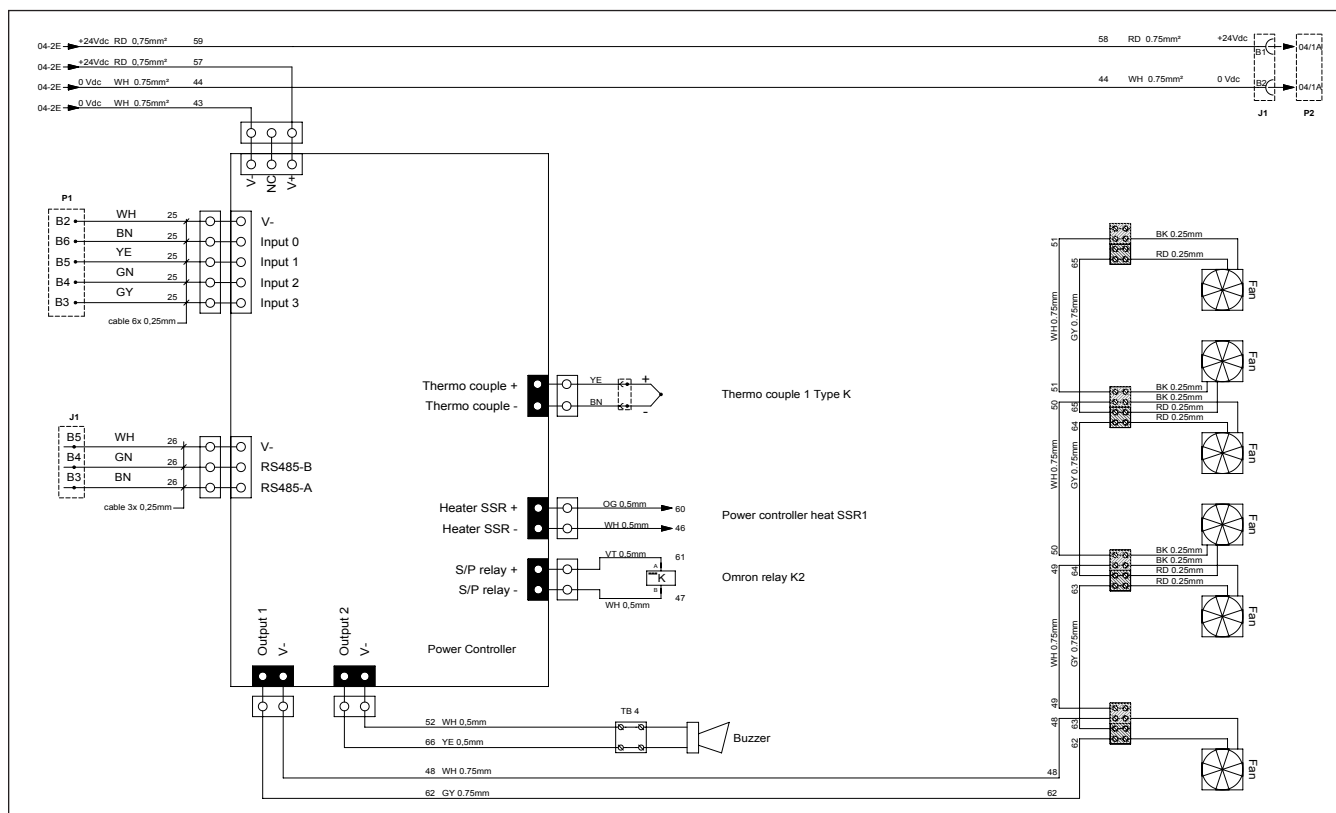 04-2E +24Vdc RD 0,75mm² 59 58 RD 0.75mm² +24Vdc B1 04/1A
04-2E +24Vdc RD 0,75mm² 57
04-2E 0 Vdc WH 0.75mm² 44 44 WH 0.75mm² 0 Vdc B2 04/1A
04-2E 0 Vdc WH 0.75mm² 43
J1 P2
V- NC V+
P1
B2 WH 25 V-
B6 BN 25 Input 0
B5 YE 25 Input 1
B4 GN 25 Input 2
B3 GY 25 Input 3
cable 6x 0,25mm
J1
B5 WH 26 V-
B4 GN 26 RS485-B
B3 BN 26 RS485-A
cable 3x 0,25mm
Thermo couple + YE +
Thermo couple - BN -
Thermo couple 1 Type K
Heater SSR + OG 0,5mm 60
Heater SSR - WH 0.5mm 46
Power controller heat SSR1
S/P relay + VT 0.5mm 61
A
K
B
Omron relay K2
S/P relay - 47
WH 0,5mm
Output 1 V- Output 2 V-
Power Controller
52 WH 0,5mm
66 YE 0,5mm
TB 4
Buzzer
48 WH 0.75mm 48
62 GY 0.75mm 62
51 BK 0.25mm
65 RD 0.25mm
Fan
WH 0.75mm GY 0.75mm
Fan
51 BK 0.25mm
50 BK 0.25mm
65 RD 0.25mm
64 RD 0.25mm
Fan
WH 0.75mm GY 0.75mm
Fan
50 BK 0.25mm
49 BK 0.25mm
64 RD 0.25mm
63 RD 0.25mm
Fan
WH 0.75mm GY 0.75mm
49
48
63
62
Fan